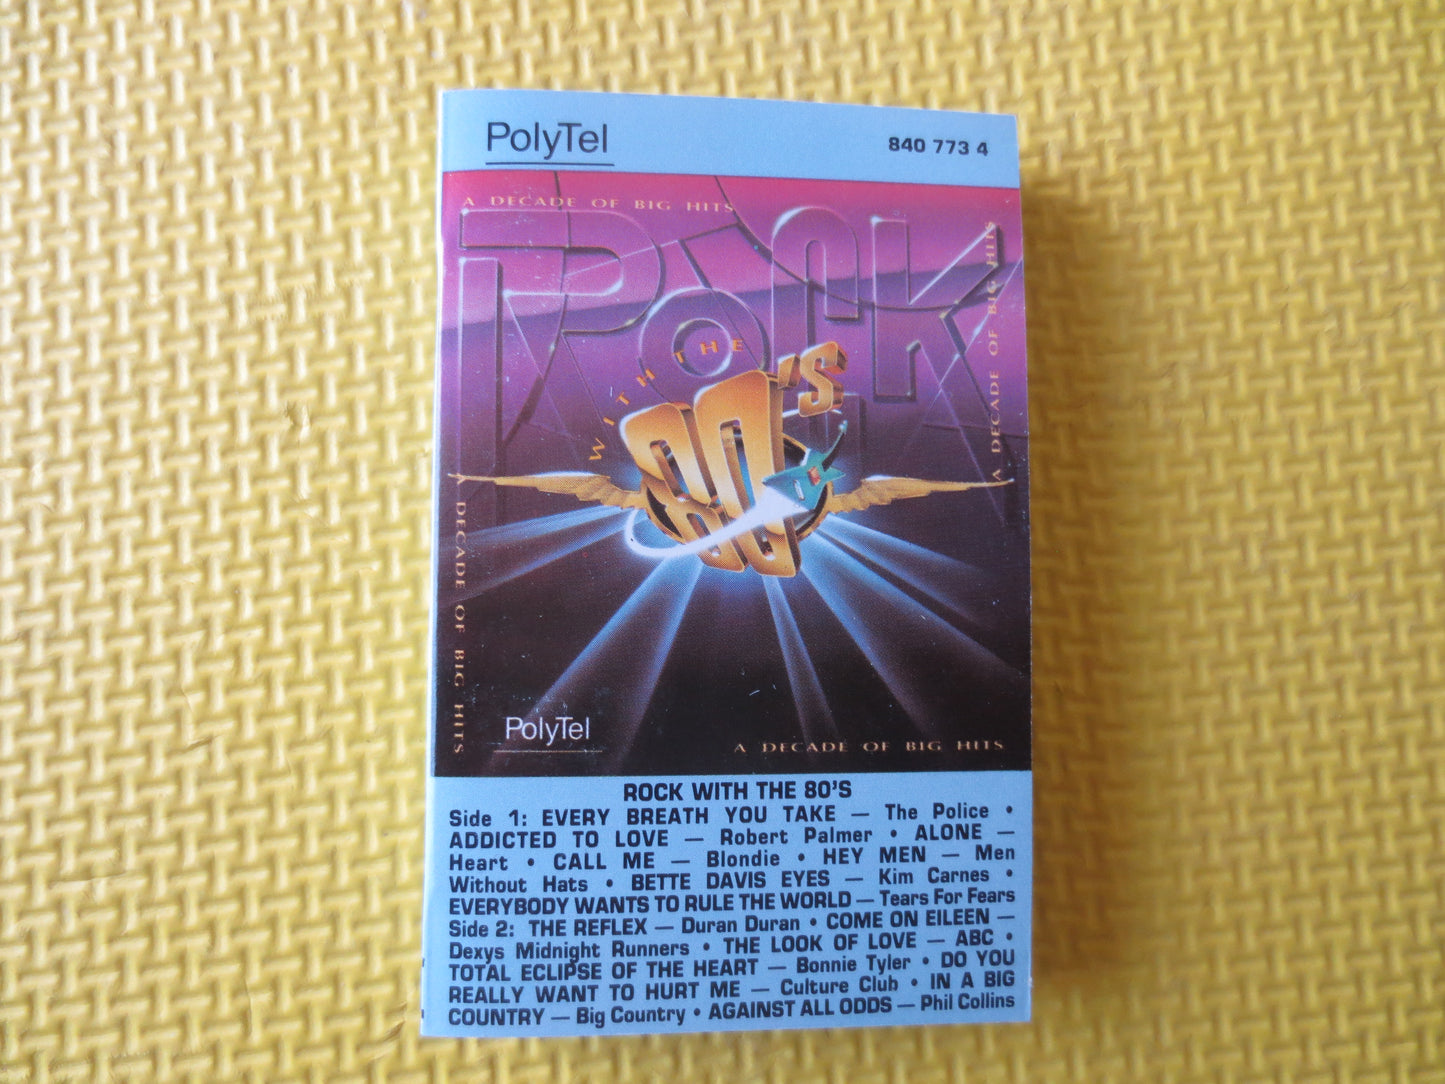 PolyTel
840 773 4
A DECADE OF BIG HITS
ROCK
WITH THE
80'S
A DECADE OF BIG HITS
A DECADE OF BIG HITS
PolyTel
A DECADE OF BIG HITS
ROCK WITH THE 80'S
Side 1: EVERY BREATH YOU TAKE — The Police •
ADDICTED TO LOVE — Robert Palmer • ALONE —
Heart • CALL ME — Blondie • HEY MEN — Men
Without Hats • BETTE DAVIS EYES — Kim Carnes •
EVERYBODY WANTS TO RULE THE WORLD — Tears For Fears
Side 2: THE REFLEX — Duran Duran • COME ON EILEEN —
Dexys Midnight Runners • THE LOOK OF LOVE — ABC •
TOTAL ECLIPSE OF THE HEART — Bonnie Tyler • DO YOU
REALLY WANT TO HURT ME — Culture Club • IN A BIG
COUNTRY — Big Country • AGAINST ALL ODDS — Phil Collins